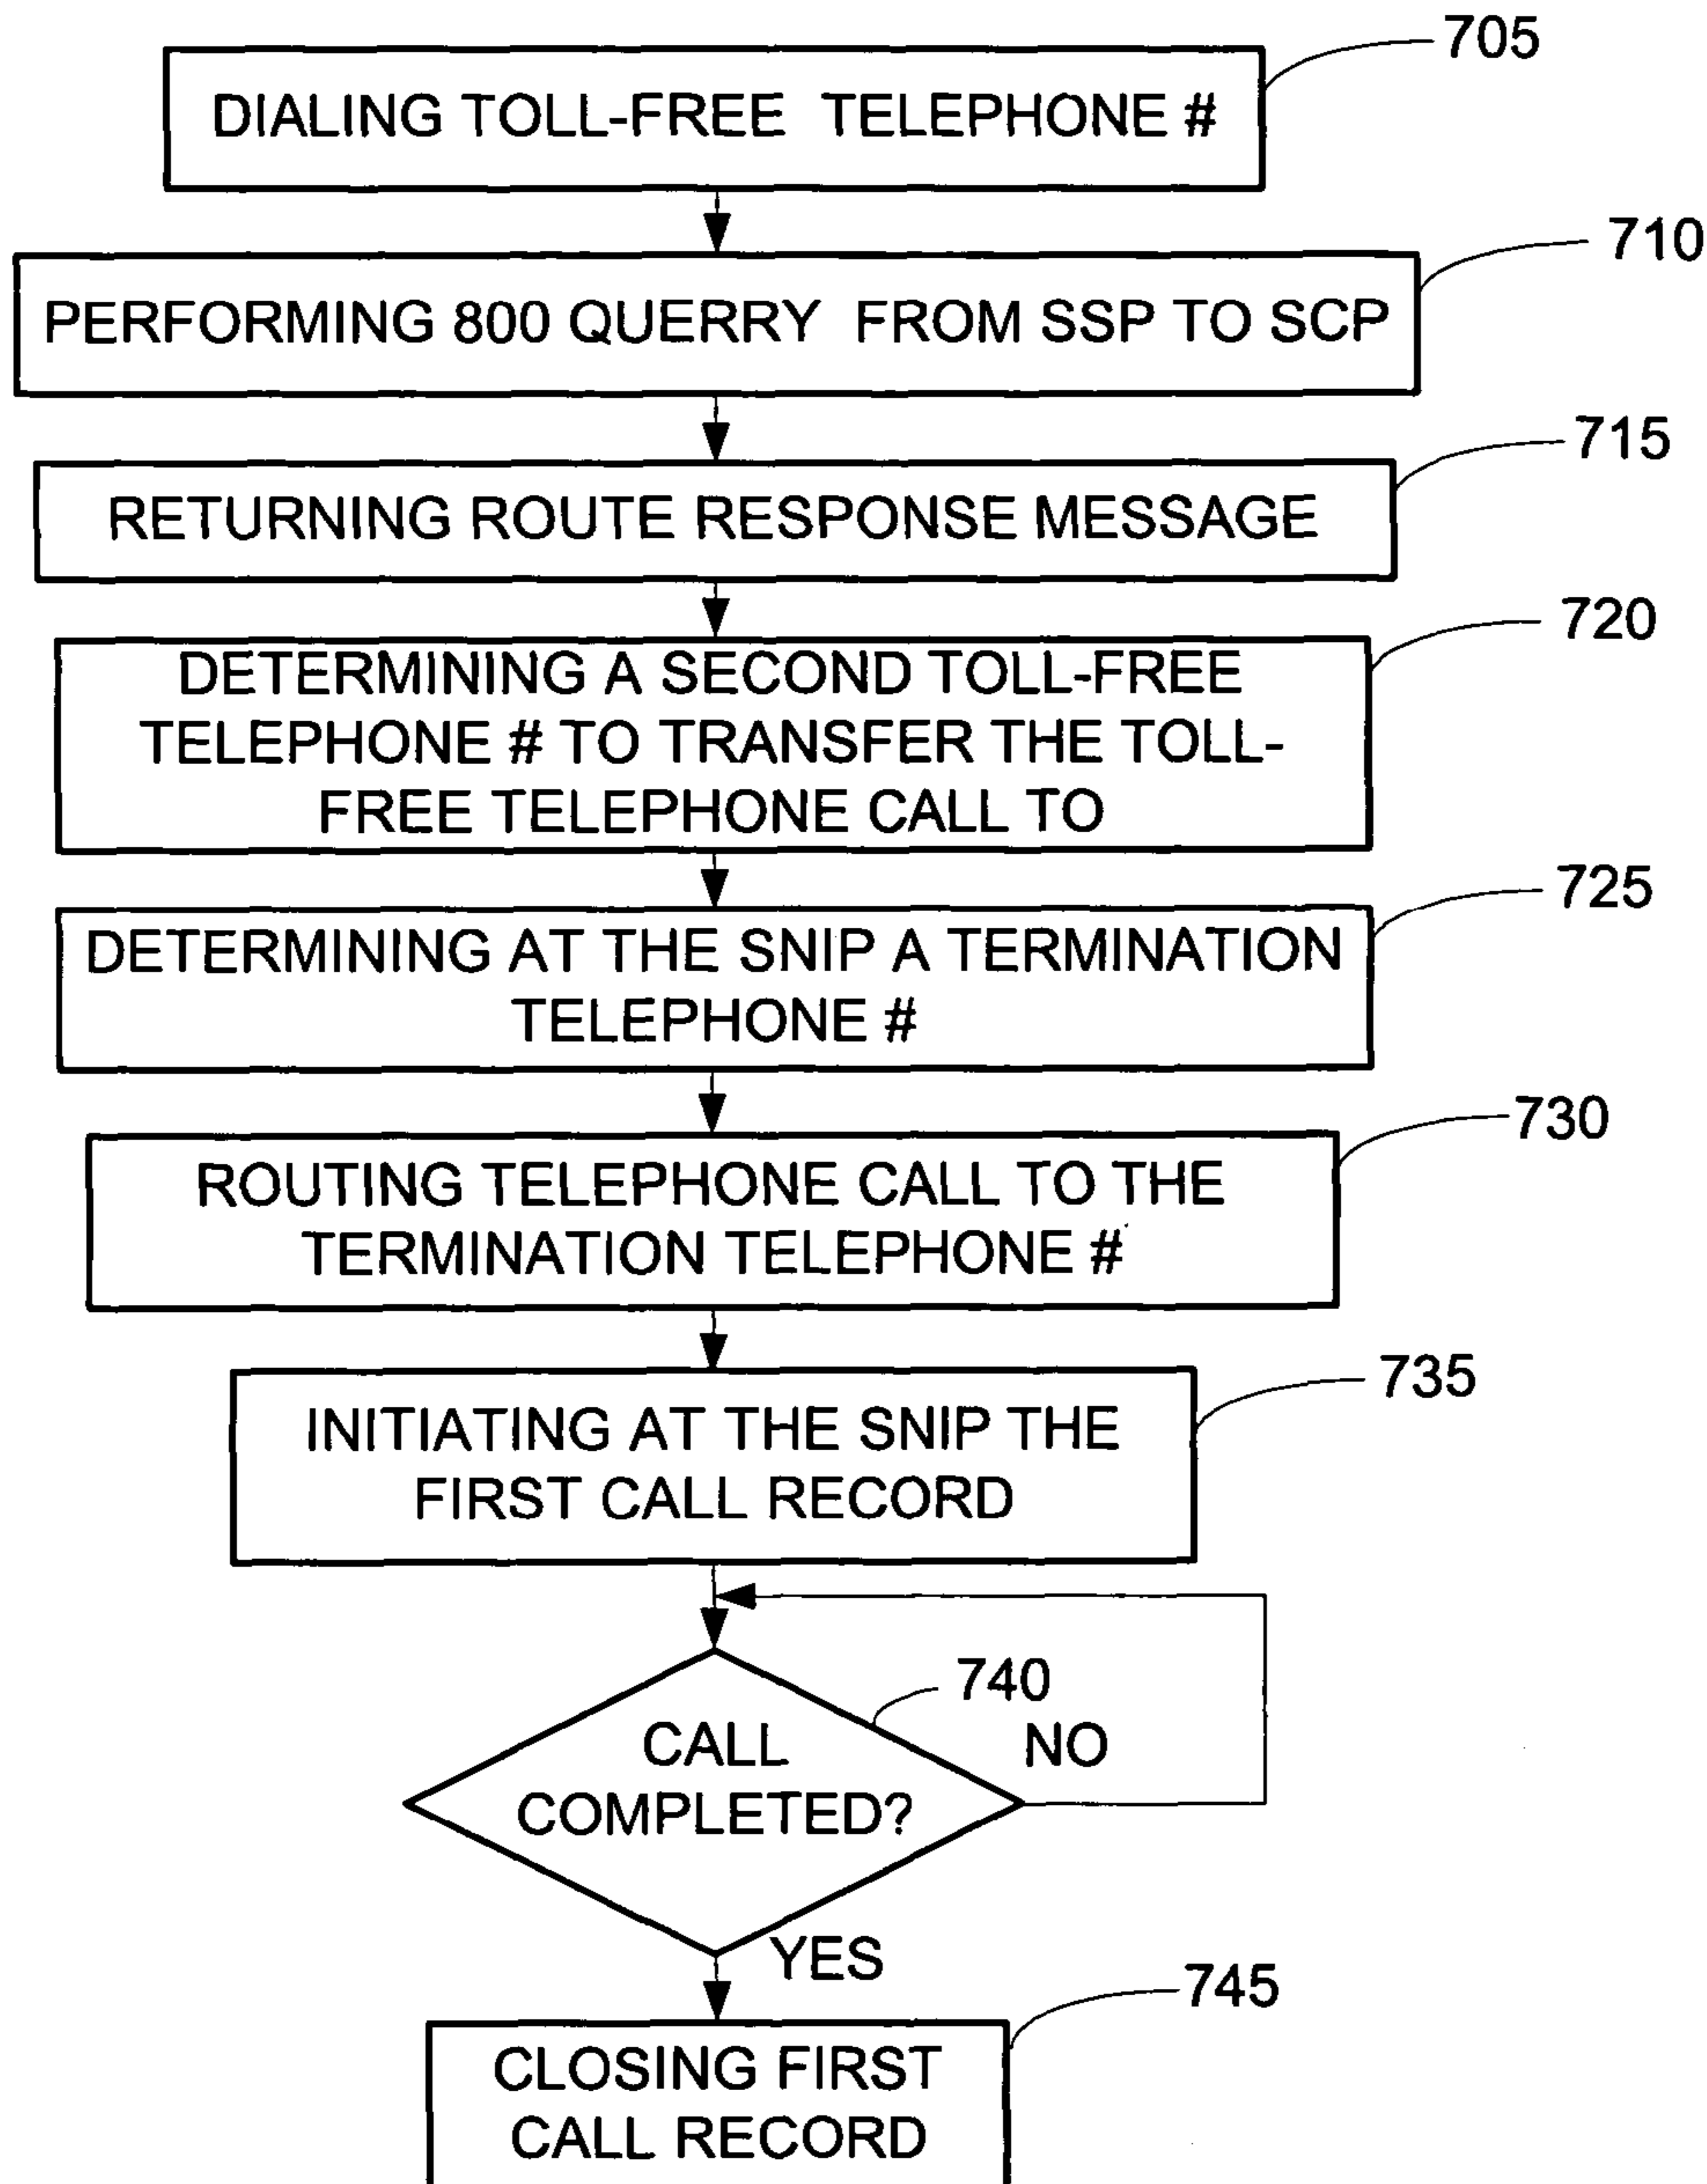 705
DIALING TOLL-FREE TELEPHONE #
710
PERFORMING 800 QUERRY FROM SSP TO SCP
715
RETURNING ROUTE RESPONSE MESSAGE
720
DETERMINING A SECOND TOLL-FREE
TELEPHONE # TO TRANSFER THE TOLL-
FREE TELEPHONE CALL TO
725
DETERMINING AT THE SNIP A TERMINATION
TELEPHONE #
730
ROUTING TELEPHONE CALL TO THE
TERMINATION TELEPHONE #
735
INITIATING AT THE SNIP THE
FIRST CALL RECORD
740
CALL
COMPLETED?
NO
YES
745
CLOSING FIRST
CALL RECORD